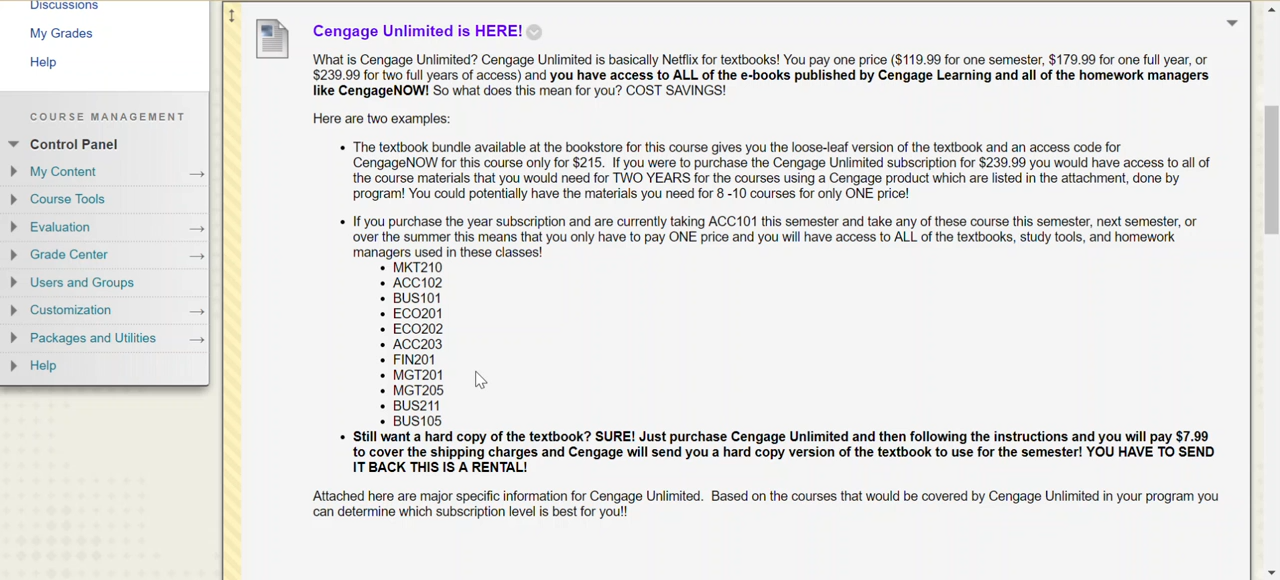 Discussions
My Grades
Help
COURSE MANAGEMENT
Control Panel
My Content
Course Tools
Evaluation
Grade Center
Users and Groups
Customization
Packages and Utilities
Help
Cengage Unlimited is HERE!
What is Cengage Unlimited? Cengage Unlimited is basically Netflix for textbooks! You pay one price ($119.99 for one semester, $179.99 for one full year, or
$239.99 for two full years of access) and you have access to ALL of the e-books published by Cengage Learning and all of the homework managers
like CengageNOW! So what does this mean for you? COST SAVINGS!
Here are two examples:
• The textbook bundle available at the bookstore for this course gives you the loose-leaf version of the textbook and an access code for
CengageNOW for this course only for $215. If you were to purchase the Cengage Unlimited subscription for $239.99 you would have access to all of
the course materials that you would need for TWO YEARS for the courses using a Cengage product which are listed in the attachment, done by
program! You could potentially have the materials you need for 8 -10 courses for only ONE price!
• If you purchase the year subscription and are currently taking ACC101 this semester and take any of these course this semester, next semester, or
over the summer this means that you only have to pay ONE price and you will have access to ALL of the textbooks, study tools, and homework
managers used in these classes!
• MKT210
• ACC102
• BUS101
• ECO201
• ECO202
• ACC203
• FIN201
• MGT201
• MGT205
• BUS211
• BUS105
• Still want a hard copy of the textbook? SURE! Just purchase Cengage Unlimited and then following the instructions and you will pay $7.99
to cover the shipping charges and Cengage will send you a hard copy version of the textbook to use for the semester! YOU HAVE TO SEND
IT BACK THIS IS A RENTAL!
Attached here are major specific information for Cengage Unlimited. Based on the courses that would be covered by Cengage Unlimited in your program you
can determine which subscription level is best for you!!